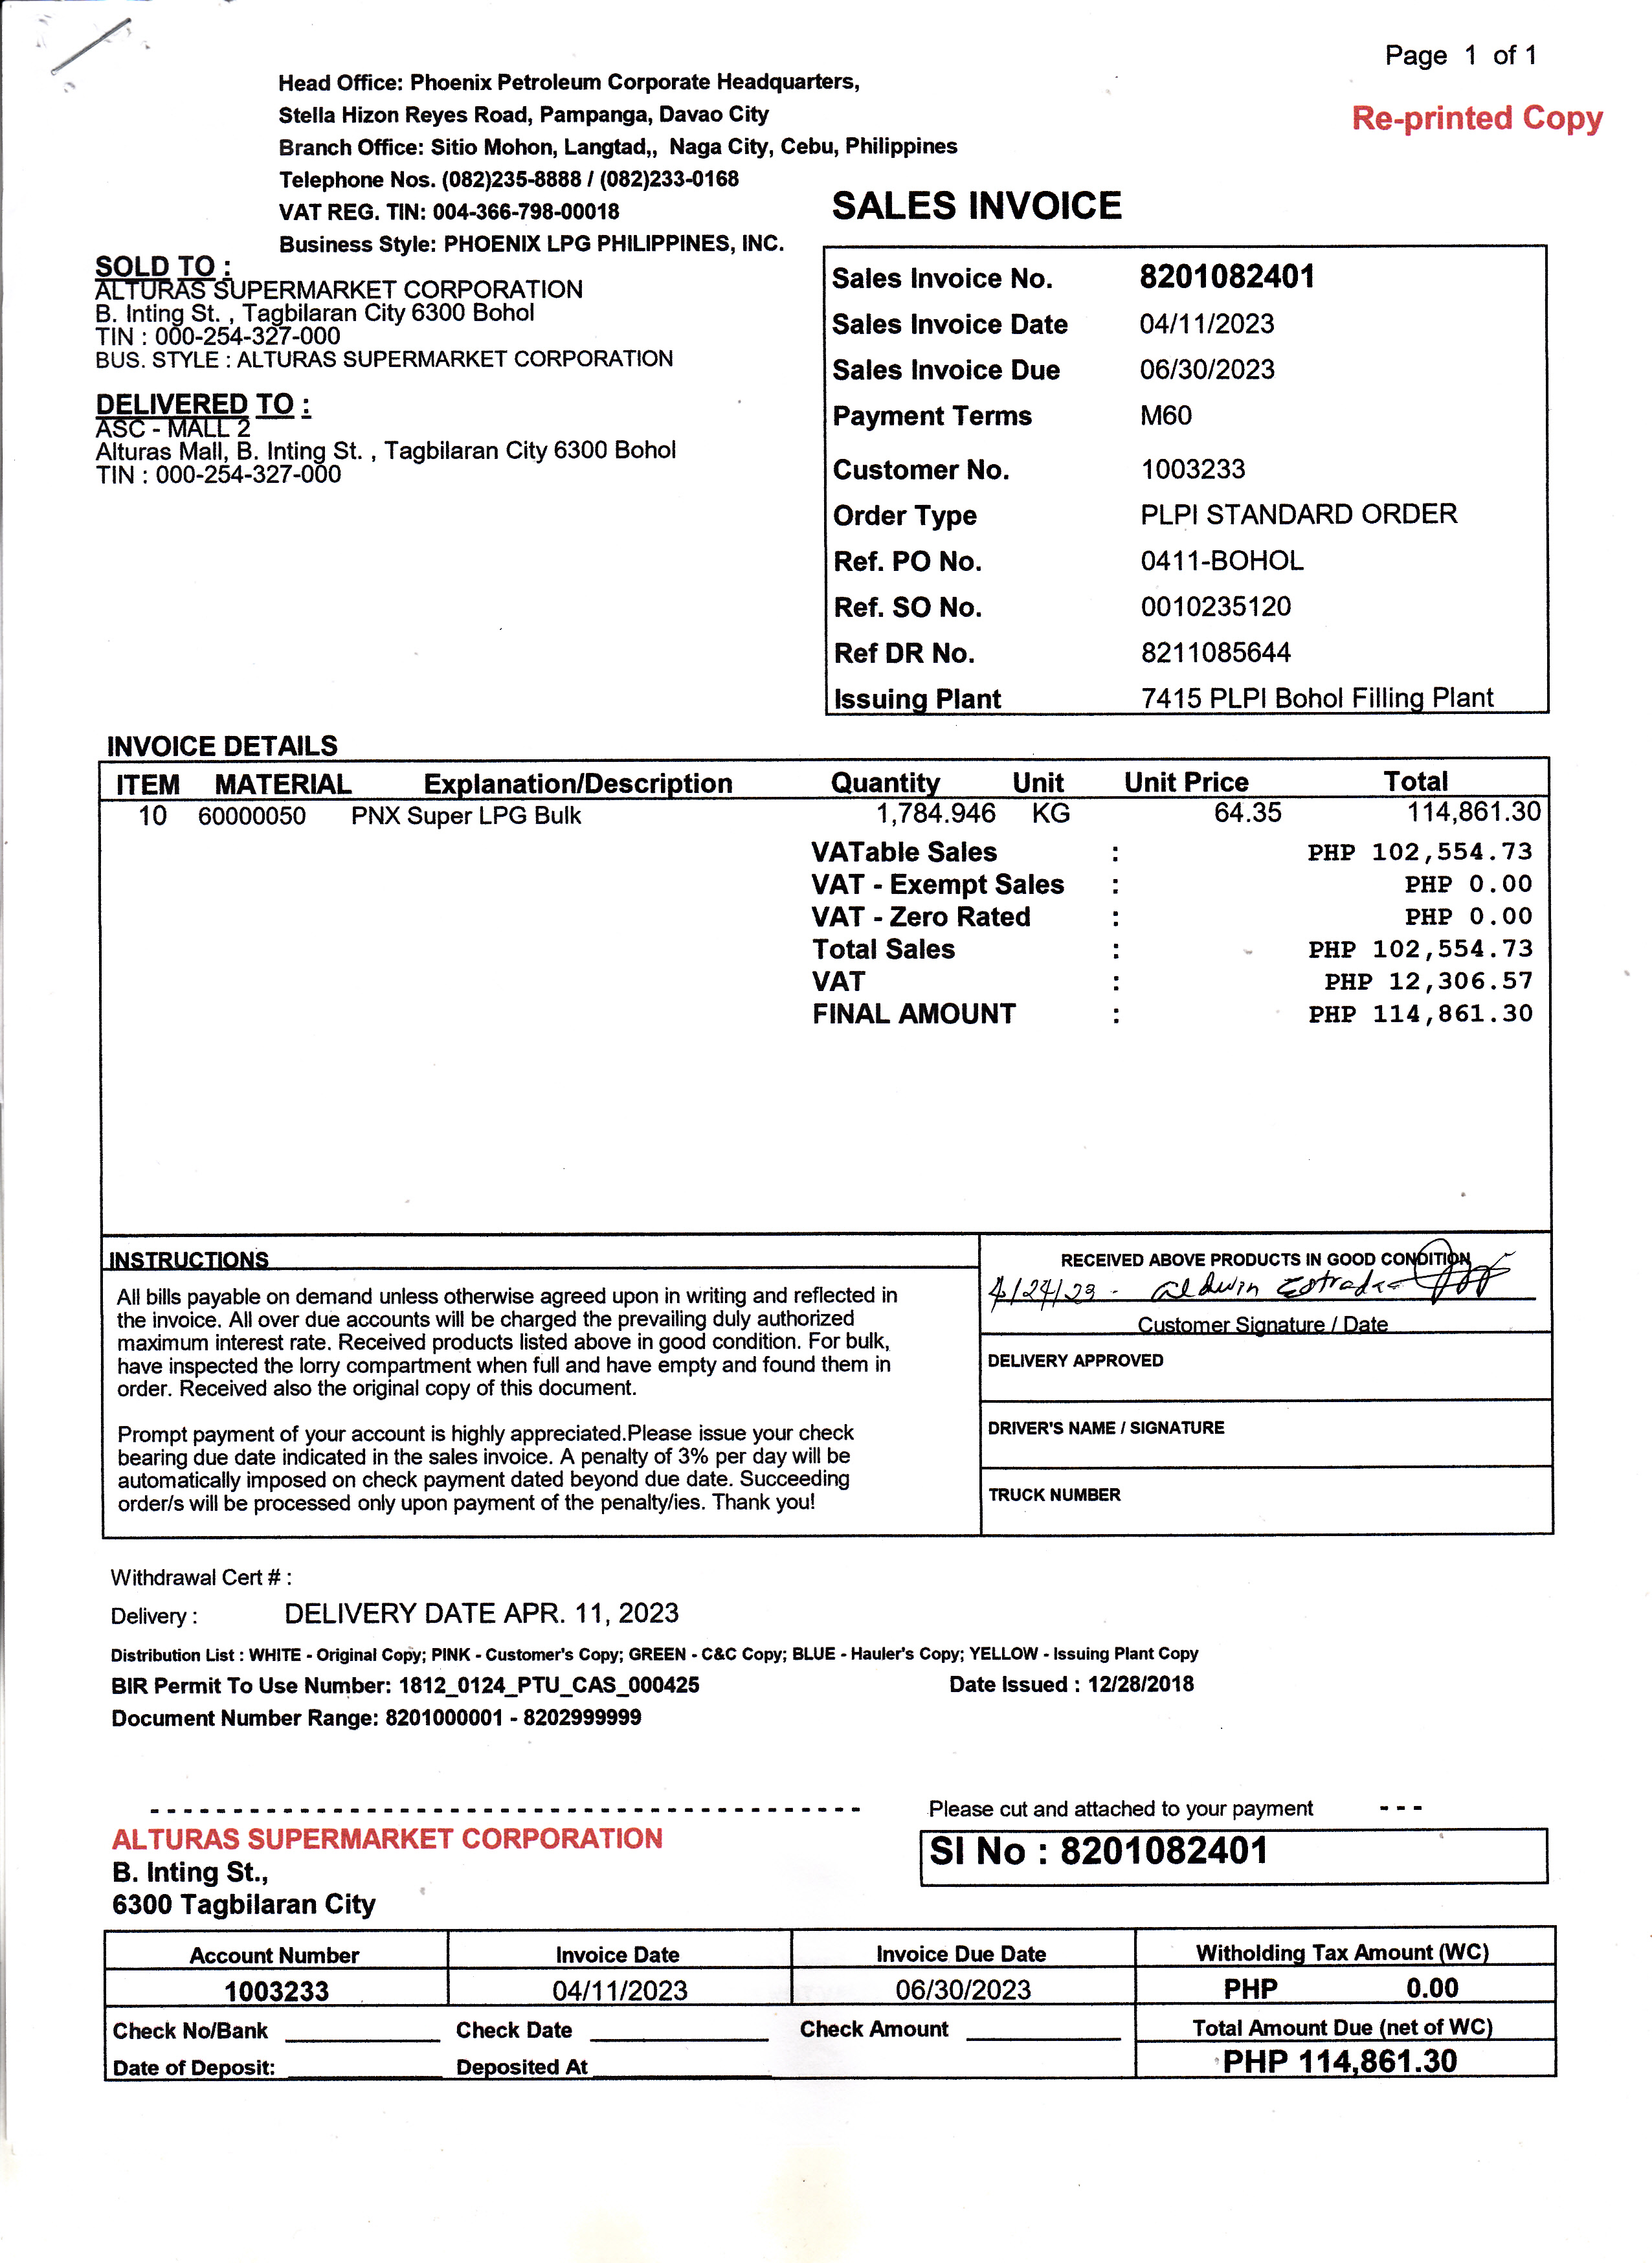 Page 1 of 1
Re-printed Copy
Head Office: Phoenix Petroleum Corporate Headquarters,
Stella Hizon Reyes Road, Pampanga, Davao City
Branch Office: Sitio Mohon, Langtad,, Naga City, Cebu, Philippines
Telephone Nos. (082)235-8888 / (082)233-0168
VAT REG. TIN: 004-366-798-00018
Business Style: PHOENIX LPG PHILIPPINES, INC.
SALES INVOICE
SOLD TO :
ALTURAS SUPERMARKET CORPORATION
B. Inting St. , Tagbilaran City 6300 Bohol
TIN : 000-254-327-000
BUS. STYLE : ALTURAS SUPERMARKET CORPORATION
DELIVERED TO :
ASC - MALL 2
Alturas Mall, B. Inting St. , Tagbilaran City 6300 Bohol
TIN : 000-254-327-000
Sales Invoice No. 8201082401
Sales Invoice Date 04/11/2023
Sales Invoice Due 06/30/2023
Payment Terms M60
Customer No. 1003233
Order Type PLPI STANDARD ORDER
Ref. PO No. 0411-BOHOL
Ref. SO No. 0010235120
Ref DR No. 8211085644
Issuing Plant 7415 PLPI Bohol Filling Plant
INVOICE DETAILS
ITEM MATERIAL Explanation/Description Quantity Unit Unit Price Total
10 60000050 PNX Super LPG Bulk 1,784.946 KG 64.35 114,861.30
VATable Sales : PHP 102,554.73
VAT - Exempt Sales : PHP 0.00
VAT - Zero Rated : PHP 0.00
Total Sales : PHP 102,554.73
VAT : PHP 12,306.57
FINAL AMOUNT : PHP 114,861.30
INSTRUCTIONS
All bills payable on demand unless otherwise agreed upon in writing and reflected in
the invoice. All over due accounts will be charged the prevailing duly authorized
maximum interest rate. Received products listed above in good condition. For bulk,
have inspected the lorry compartment when full and have empty and found them in
order. Received also the original copy of this document.
Prompt payment of your account is highly appreciated.Please issue your check
bearing due date indicated in the sales invoice. A penalty of 3% per day will be
automatically imposed on check payment dated beyond due date. Succeeding
order/s will be processed only upon payment of the penalty/ies. Thank you!
RECEIVED ABOVE PRODUCTS IN GOOD CONDITION
4/24/23 - Aldwin Estrada
Customer Signature / Date
DELIVERY APPROVED
DRIVER'S NAME / SIGNATURE
TRUCK NUMBER
Withdrawal Cert # :
Delivery : DELIVERY DATE APR. 11, 2023
Distribution List : WHITE - Original Copy; PINK - Customer's Copy; GREEN - C&C Copy; BLUE - Hauler's Copy; YELLOW - Issuing Plant Copy
BIR Permit To Use Number: 1812_0124_PTU_CAS_000425 Date Issued : 12/28/2018
Document Number Range: 8201000001 - 8202999999
Please cut and attached to your payment - - -
ALTURAS SUPERMARKET CORPORATION
B. Inting St.,
6300 Tagbilaran City
SI No : 8201082401
Account Number Invoice Date Invoice Due Date Witholding Tax Amount (WC)
1003233 04/11/2023 06/30/2023 PHP 0.00
Check No/Bank Check Date Check Amount Total Amount Due (net of WC)
Date of Deposit: Deposited At PHP 114,861.30